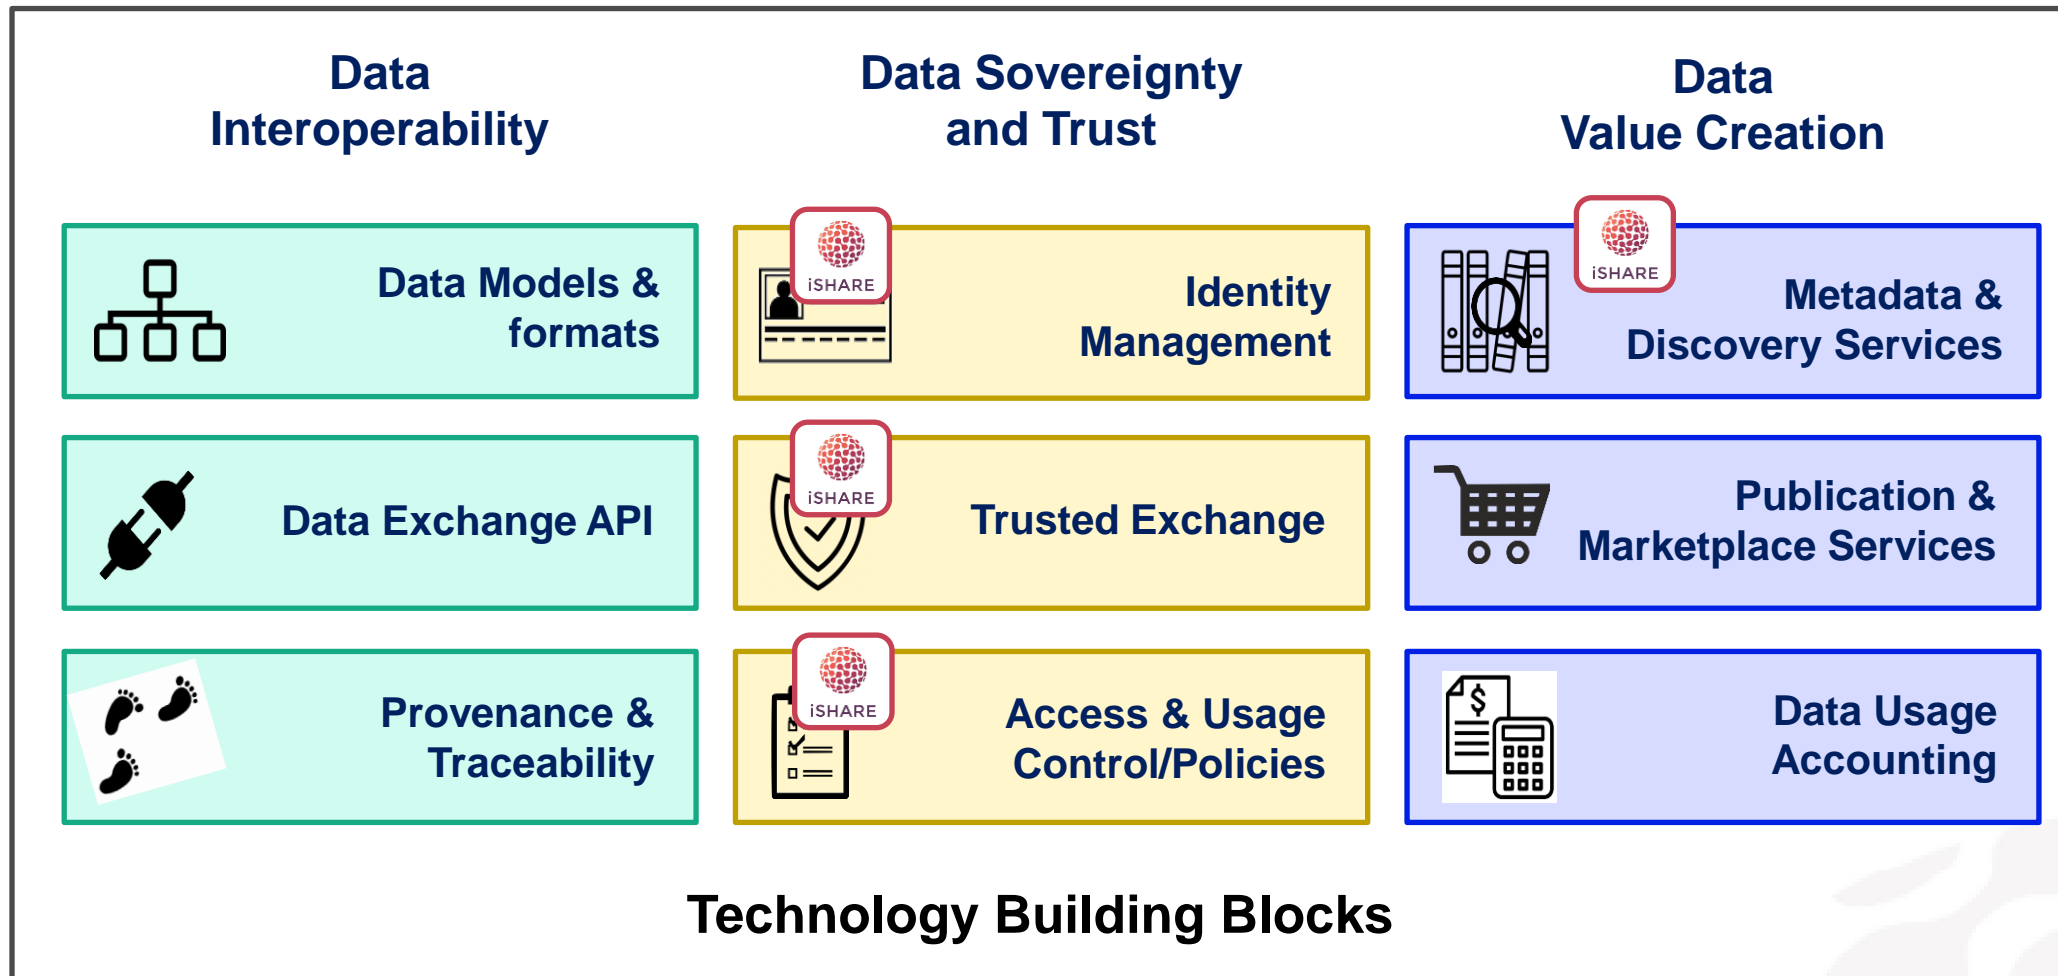 Data
Interoperability
Data Sovereignty
and Trust
Data
Value Creation
Data Models &
formats
iSHARE
Identity
Management
iSHARE
Metadata &
Discovery Services
Data Exchange API
iSHARE
Trusted Exchange
Publication &
Marketplace Services
Provenance &
Traceability
iSHARE
Access & Usage
Control/Policies
$
Data Usage
Accounting
Technology Building Blocks